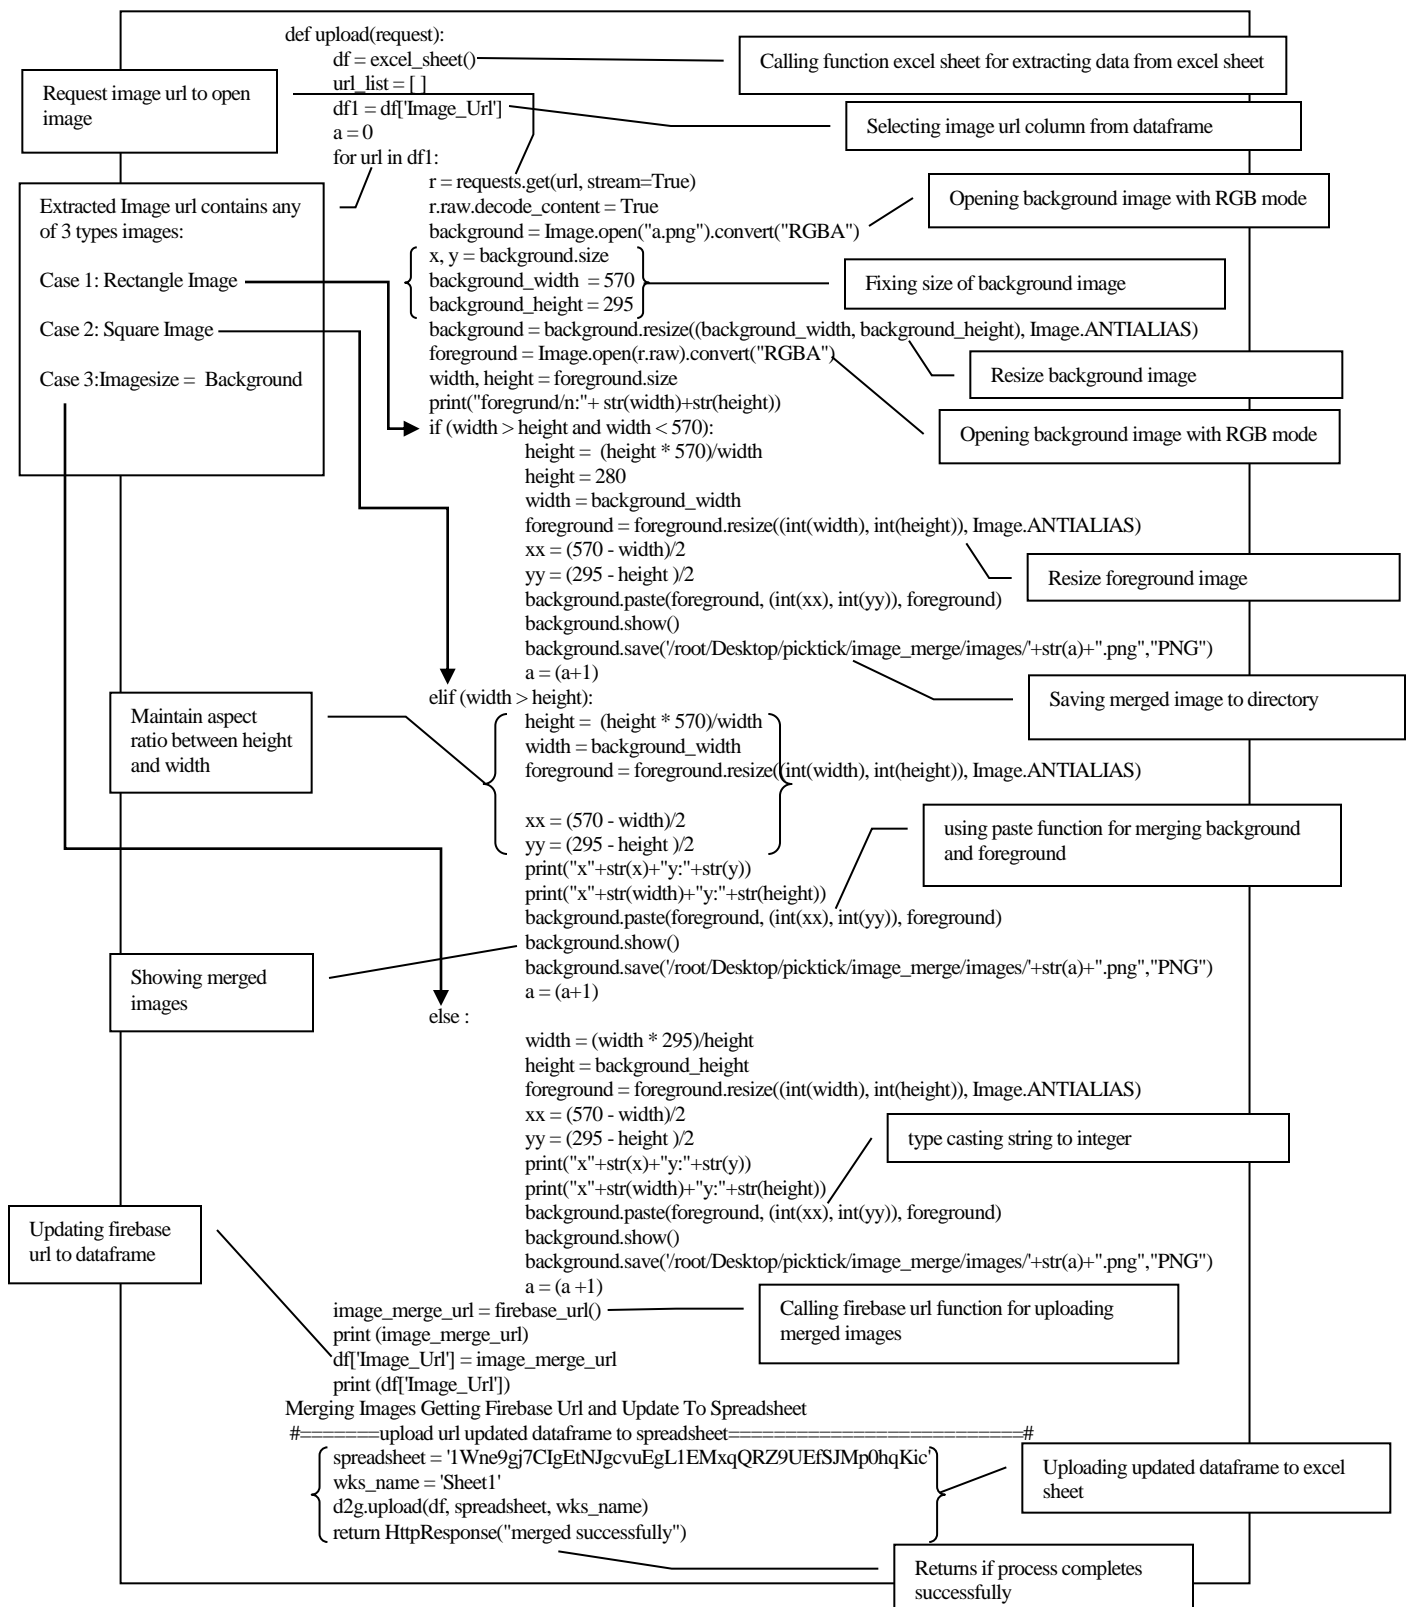 def upload(request):
df = excel_sheet()
Calling function excel sheet for extracting data from excel sheet
url_list = [ ]
Request image url to open
image
df1 = df['Image_Url']
Selecting image url column from dataframe
a = 0
for url in df1:
r = requests.get(url, stream=True)
r.raw.decode_content = True
Opening background image with RGB mode
background = Image.open("a.png").convert("RGBA")
Extracted Image url contains any
of 3 types images:
Case 1: Rectangle Image
Case 2: Square Image
Case 3:Imagesize = Background
x, y = background.size
background_width = 570
background_height = 295
Fixing size of background image
background = background.resize((background_width, background_height), Image.ANTIALIAS)
foreground = Image.open(r.raw).convert("RGBA")
Resize background image
width, height = foreground.size
print("foregrund/n:"+ str(width)+str(height))
Opening background image with RGB mode
if (width > height and width < 570):
height = (height * 570)/width
height = 280
width = background_width
foreground = foreground.resize((int(width), int(height)), Image.ANTIALIAS)
xx = (570 - width)/2
yy = (295 - height )/2
Resize foreground image
background.paste(foreground, (int(xx), int(yy)), foreground)
background.show()
background.save('/root/Desktop/picktick/image_merge/images/'+str(a)+".png","PNG")
a = (a+1)
Saving merged image to directory
elif (width > height):
Maintain aspect
ratio between height
and width
height = (height * 570)/width
width = background_width
foreground = foreground.resize((int(width), int(height)), Image.ANTIALIAS)
xx = (570 - width)/2
yy = (295 - height )/2
using paste function for merging background
and foreground
print("x"+str(x)+"y:"+str(y))
print("x"+str(width)+"y:"+str(height))
background.paste(foreground, (int(xx), int(yy)), foreground)
background.show()
Showing merged
images
background.save('/root/Desktop/picktick/image_merge/images/'+str(a)+".png","PNG")
a = (a+1)
else :
width = (width * 295)/height
height = background_height
foreground = foreground.resize((int(width), int(height)), Image.ANTIALIAS)
xx = (570 - width)/2
yy = (295 - height )/2
type casting string to integer
print("x"+str(x)+"y:"+str(y))
print("x"+str(width)+"y:"+str(height))
background.paste(foreground, (int(xx), int(yy)), foreground)
background.show()
background.save('/root/Desktop/picktick/image_merge/images/'+str(a)+".png","PNG")
a = (a +1)
Updating firebase
url to dataframe
image_merge_url = firebase_url()
Calling firebase url function for uploading
merged images
print (image_merge_url)
df['Image_Url'] = image_merge_url
print (df['Image_Url'])
Merging Images Getting Firebase Url and Update To Spreadsheet
#=======upload url updated dataframe to spreadsheet==========================#
spreadsheet = '1Wne9gj7CIgEtNJgcvuEgL1EMxqQRZ9UEfSJMp0hqKic'
wks_name = 'Sheet1'
d2g.upload(df, spreadsheet, wks_name)
return HttpResponse("merged successfully")
Uploading updated dataframe to excel
sheet
Returns if process completes
successfully